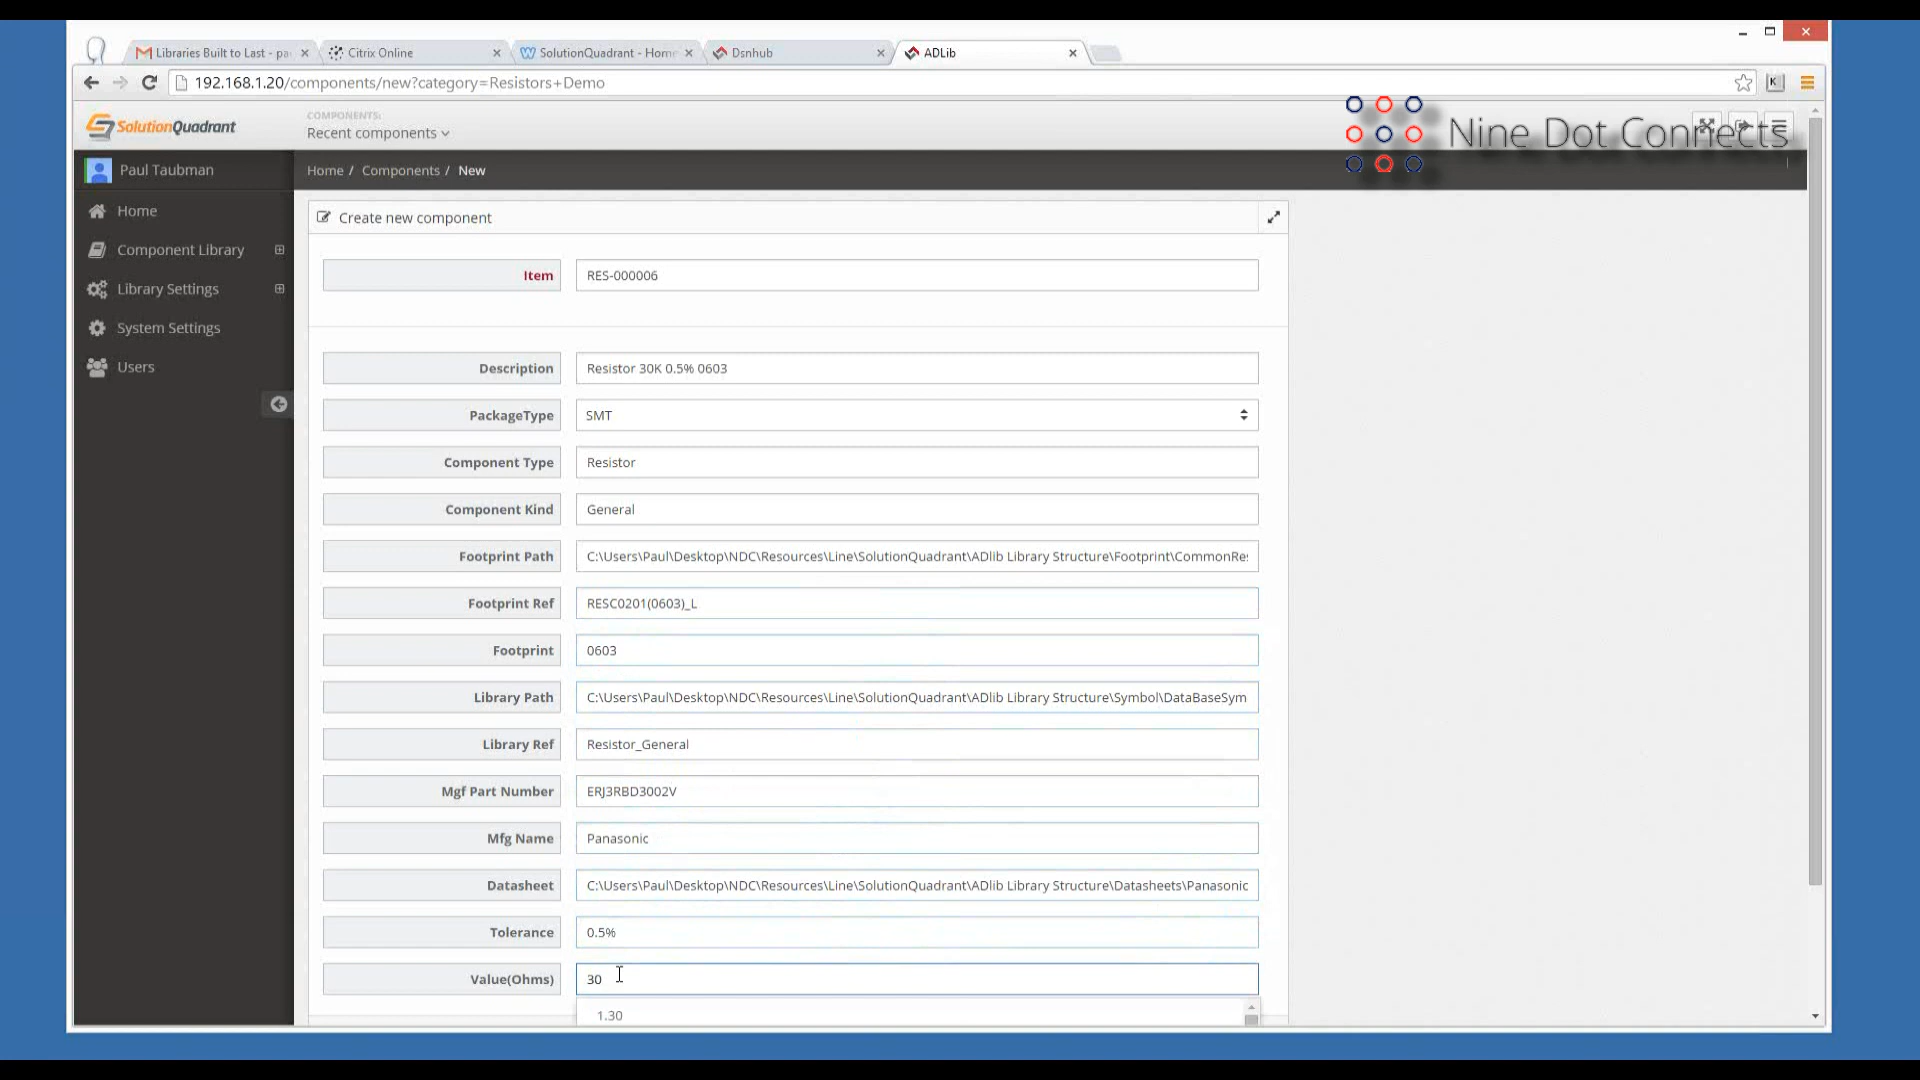 Libraries Built to Last - pa
Citrix Online
SolutionQuadrant - Home
Dsnhub
ADLib
192.168.1.20/components/new?category=Resistors+Demo
SolutionQuadrant
COMPONENTS:
Recent components
Nine Dot Connects
Paul Taubman
Home / Components / New
Home
Component Library
Library Settings
System Settings
Users
Create new component
Item RES-000006
Description Resistor 30K 0.5% 0603
PackageType SMT
Component Type Resistor
Component Kind General
Footprint Path C:\Users\Paul\Desktop\NDC\Resources\Line\SolutionQuadrant\ADlib Library Structure\Footprint\CommonRes
Footprint Ref RESC0201(0603)_L
Footprint 0603
Library Path C:\Users\Paul\Desktop\NDC\Resources\Line\SolutionQuadrant\ADlib Library Structure\Symbol\DataBaseSym
Library Ref Resistor_General
Mgf Part Number ERJ3RBD3002V
Mfg Name Panasonic
Datasheet C:\Users\Paul\Desktop\NDC\Resources\Line\SolutionQuadrant\ADlib Library Structure\Datasheets\Panasonic
Tolerance 0.5%
Value(Ohms) 30
1.30